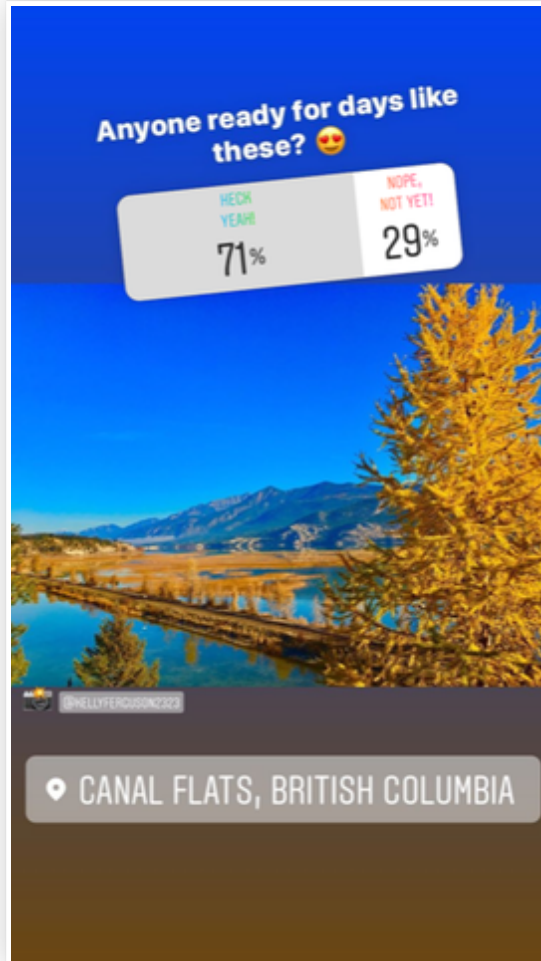 Anyone ready for days like
these? 😍
HECK
YEAH!
71%
NOPE,
NOT YET!
29%
@KELLYFERGUSON2323
CANAL FLATS, BRITISH COLUMBIA